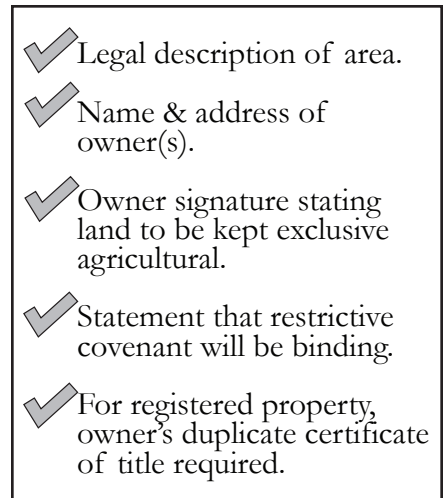 Legal description of area.
Name & address of
owner(s).
Owner signature stating
land to be kept exclusive
agricultural.
Statement that restrictive
covenant will be binding.
For registered property,
owner's duplicate certificate
of title required.